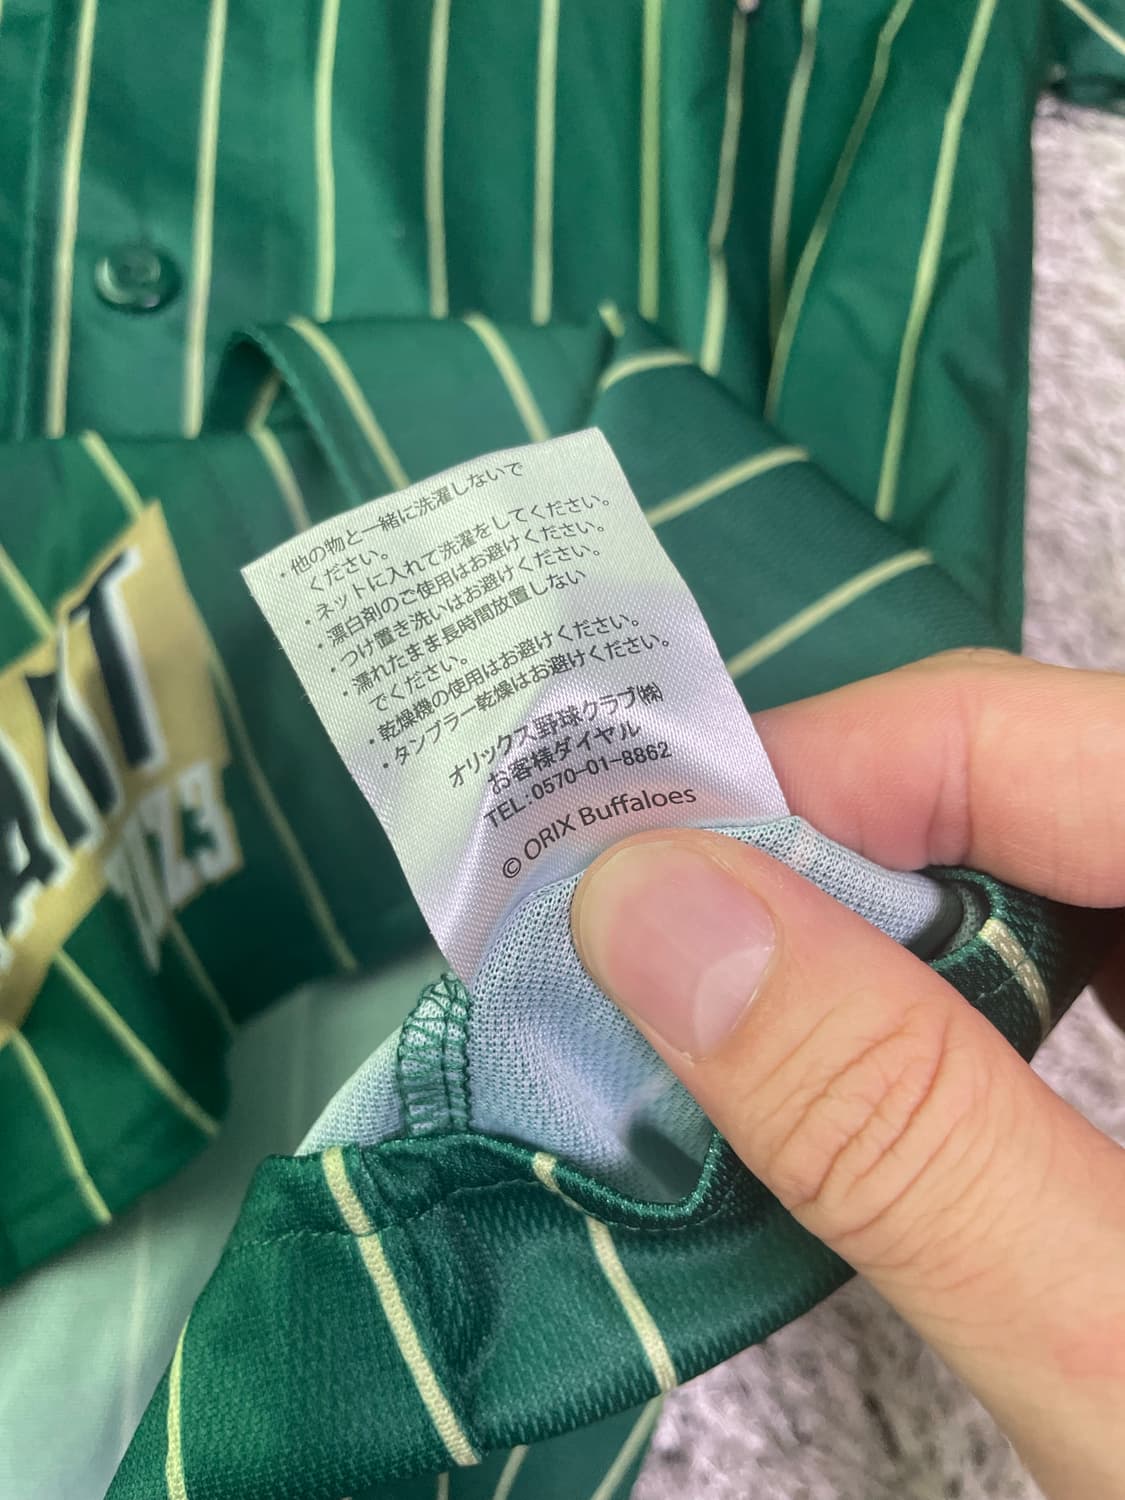 ・他の物と一緒に洗濯しないで
ください。
・ネットに入れて洗濯をしてください。
・漂白剤のご使用はお避けください。
・つけ置き洗いはお避けください。
・濡れたまま長時間放置しない
でください。
・乾燥機の使用はお避けください。
・タンブラー乾燥はお避けください。
オリックス野球クラブ㈱
お客様ダイヤル
TEL:0570-01-8862
© ORIX Buffaloes